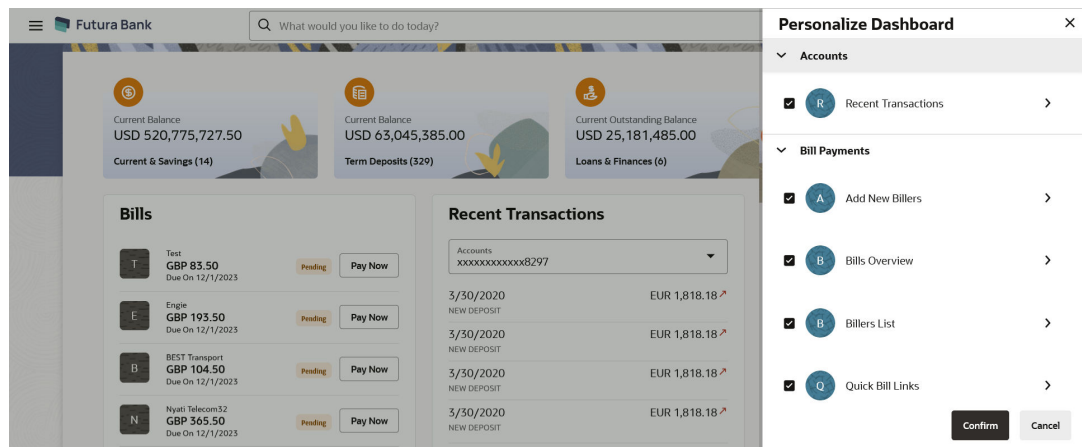 Futura Bank
What would you like to do today?
Current Balance
USD 520,775,727.50
Current & Savings (14)
Current Balance
USD 63,045,385.00
Term Deposits (329)
Current Outstanding Balance
USD 25,181,485.00
Loans & Finances (6)
Bills
T
Test
GBP 83.50
Due On 12/1/2023
Pending
Pay Now
E
Engie
GBP 193.50
Due On 12/1/2023
Pending
Pay Now
B
BEST Transport
GBP 104.50
Due On 12/1/2023
Pending
Pay Now
N
Nyati Telecom32
GBP 365.50
Due On 12/1/2023
Pending
Pay Now
Recent Transactions
Accounts
xxxxxxxxxxxx8297
3/30/2020 EUR 1,818.18
NEW DEPOSIT
3/30/2020 EUR 1,818.18
NEW DEPOSIT
3/30/2020 EUR 1,818.18
NEW DEPOSIT
3/30/2020 EUR 1,818.18
NEW DEPOSIT
Personalize Dashboard
Accounts
R Recent Transactions
Bill Payments
A Add New Billers
B Bills Overview
B Billers List
Q Quick Bill Links
Confirm Cancel